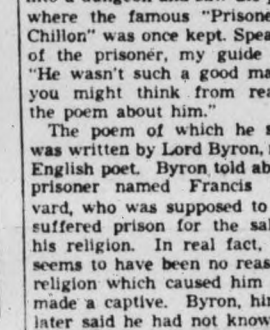 where the famous "Prisone
Chillon" was once kept. Spea
of the prisoner, my guide
"He wasn't such a good ma
you might think from rea
the poem about him."
The poem of which he s
was written by Lord Byron,
English poet. Byron told ab
prisoner named Francis
vard, who was supposed to
suffered prison for the sal
his religion. In real fact,
seems to have been no reas
religion which caused him
made a captive. Byron, hin
later said he had not know